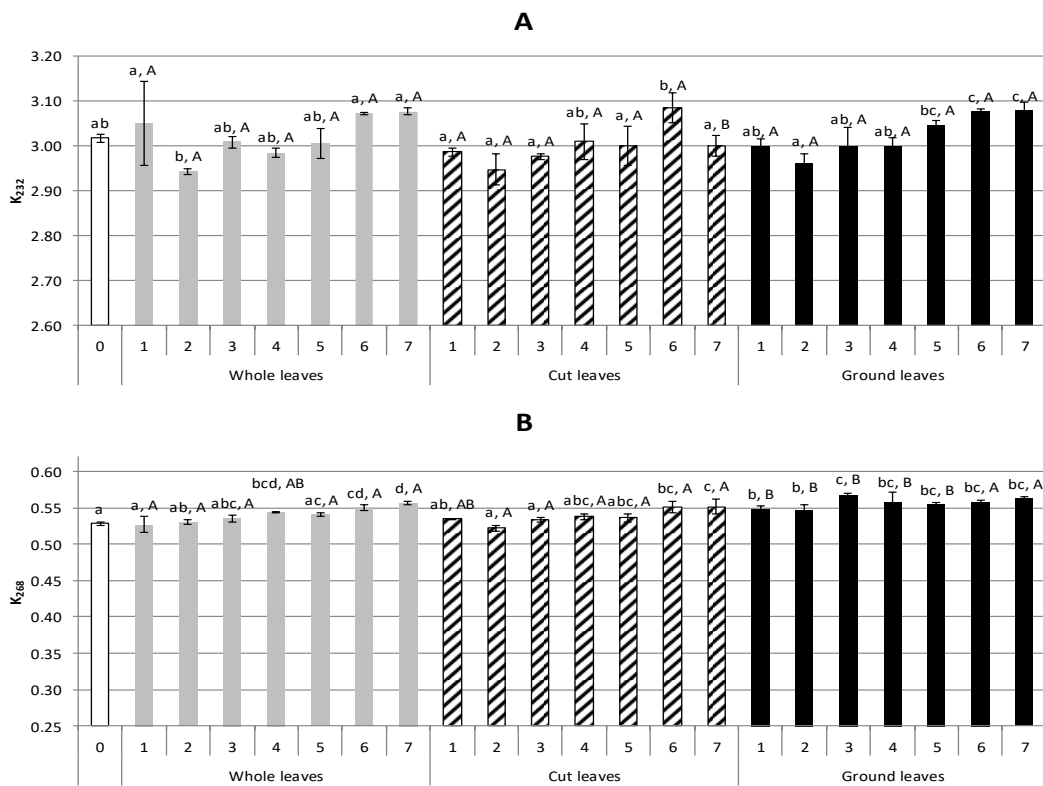 A
3.20
3.10
3.00
2.90
2.80
2.70
2.60
K232
ab
a, A
b, A
ab, A
ab, A
ab, A
a, A
a, A
a, A
a, A
a, A
ab, A
a, A
b, A
a, B
ab, A
a, A
ab, A
ab, A
bc, A
c, A
c, A
0 1 2 3 4 5 6 7 1 2 3 4 5 6 7 1 2 3 4 5 6 7
Whole leaves Cut leaves Ground leaves
B
0.60
0.55
0.50
0.45
0.40
0.35
0.30
0.25
K268
a
a, A
ab, A
abc, A
bcd, AB
ac, A
cd, A
d, A
ab, AB
a, A
a, A
abc, A
abc, A
bc, A
c, A
b, B
b, B
c, B
bc, B
bc, B
bc, A
bc, A
0 1 2 3 4 5 6 7 1 2 3 4 5 6 7 1 2 3 4 5 6 7
Whole leaves Cut leaves Ground leaves